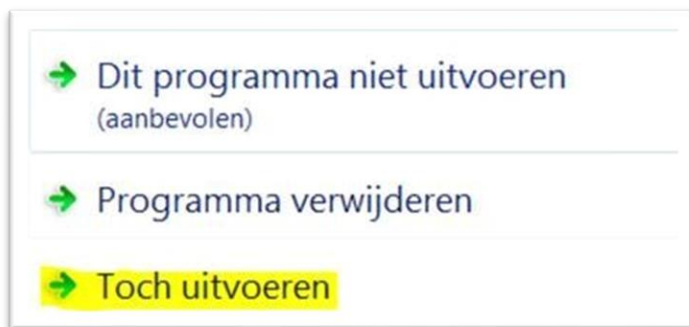 Dit programma niet uitvoeren
(aanbevolen)
Programma verwijderen
Toch uitvoeren